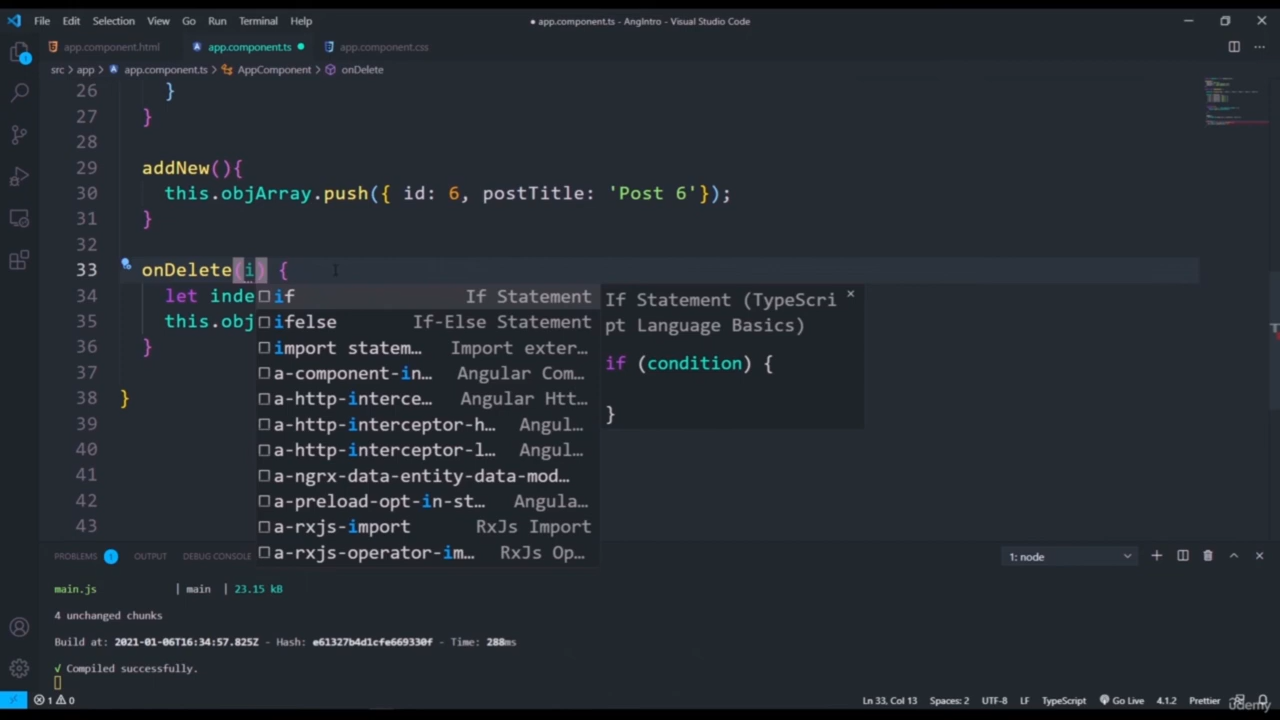 File Edit Selection View Go Run Terminal Help
● app.component.ts - AngIntro - Visual Studio Code
app.component.html app.component.ts ● app.component.css
src > app > app.component.ts > AppComponent > onDelete
26 }
27 }
28
29 addNew(){
30 this.objArray.push({ id: 6, postTitle: 'Post 6'});
31 }
32
33 onDelete(i) {
34 let inde
35 this.obj
36 }
37
38 }
39
40
41
42
43
if If Statement
ifelse If-Else Statement
import statem… Import exter…
a-component-in… Angular Com…
a-http-interce… Angular Htt…
a-http-interceptor-h… Angul…
a-http-interceptor-l… Angul…
a-ngrx-data-entity-data-mod…
a-preload-opt-in-st… Angula…
a-rxjs-import RxJs Import
a-rxjs-operator-im… RxJs Op…
If Statement (TypeScri
pt Language Basics)
if (condition) {
}
PROBLEMS 1 OUTPUT DEBUG CONSOLE 1: node
main.js | main | 23.15 kB
4 unchanged chunks
Build at: 2021-01-06T16:34:57.825Z - Hash: e61327b4d1cfe669330f - Time: 288ms
√ Compiled successfully.
1 0 Ln 33, Col 13 Spaces: 2 UTF-8 LF TypeScript Go Live 4.1.2 Prettier
udemy